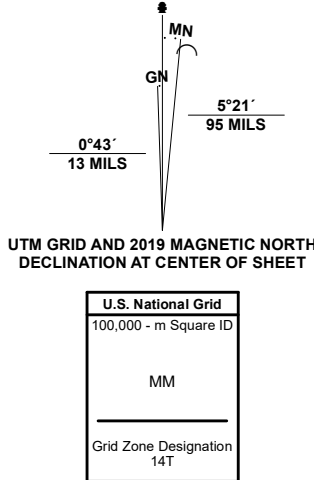 MN
GN
5°21´
95 MILS
0°43´
13 MILS
UTM GRID AND 2019 MAGNETIC NORTH
DECLINATION AT CENTER OF SHEET
U.S. National Grid
100,000 - m Square ID
MM
Grid Zone Designation
14T